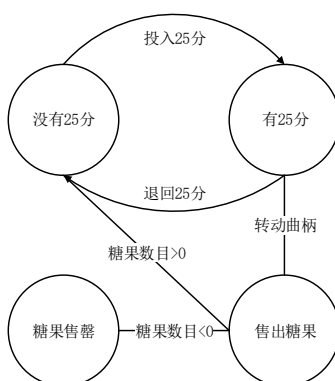 投入25分
没有25分
有25分
退回25分
转动曲柄
糖果数目>0
糖果售罄
糖果数目<0
售出糖果